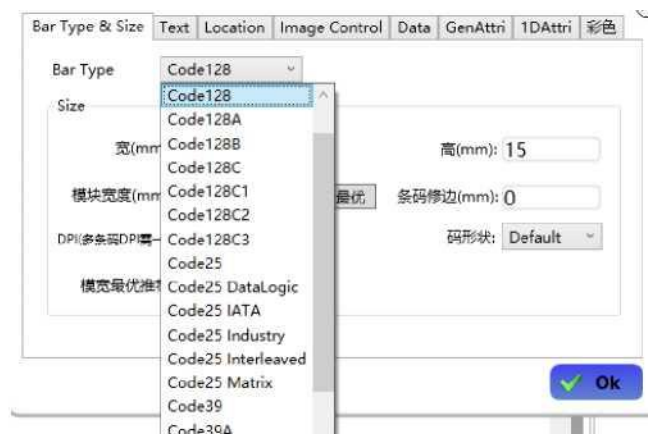 Bar Type & Size Text Location Image Control Data GenAttri 1DAttri 彩色
Bar Type Code128
Code128
Size
Code128A
宽(mm Code128B 高(mm): 15
Code128C
模块宽度(mm Code128C1 最优 条码修边(mm): 0
Code128C2
DPI(多条码DPI需一 Code128C3 码形状: Default
Code25
模宽最优推 Code25 DataLogic
Code25 IATA
Code25 Industry
Code25 Interleaved
Code25 Matrix
Ok
Code39
Code39A